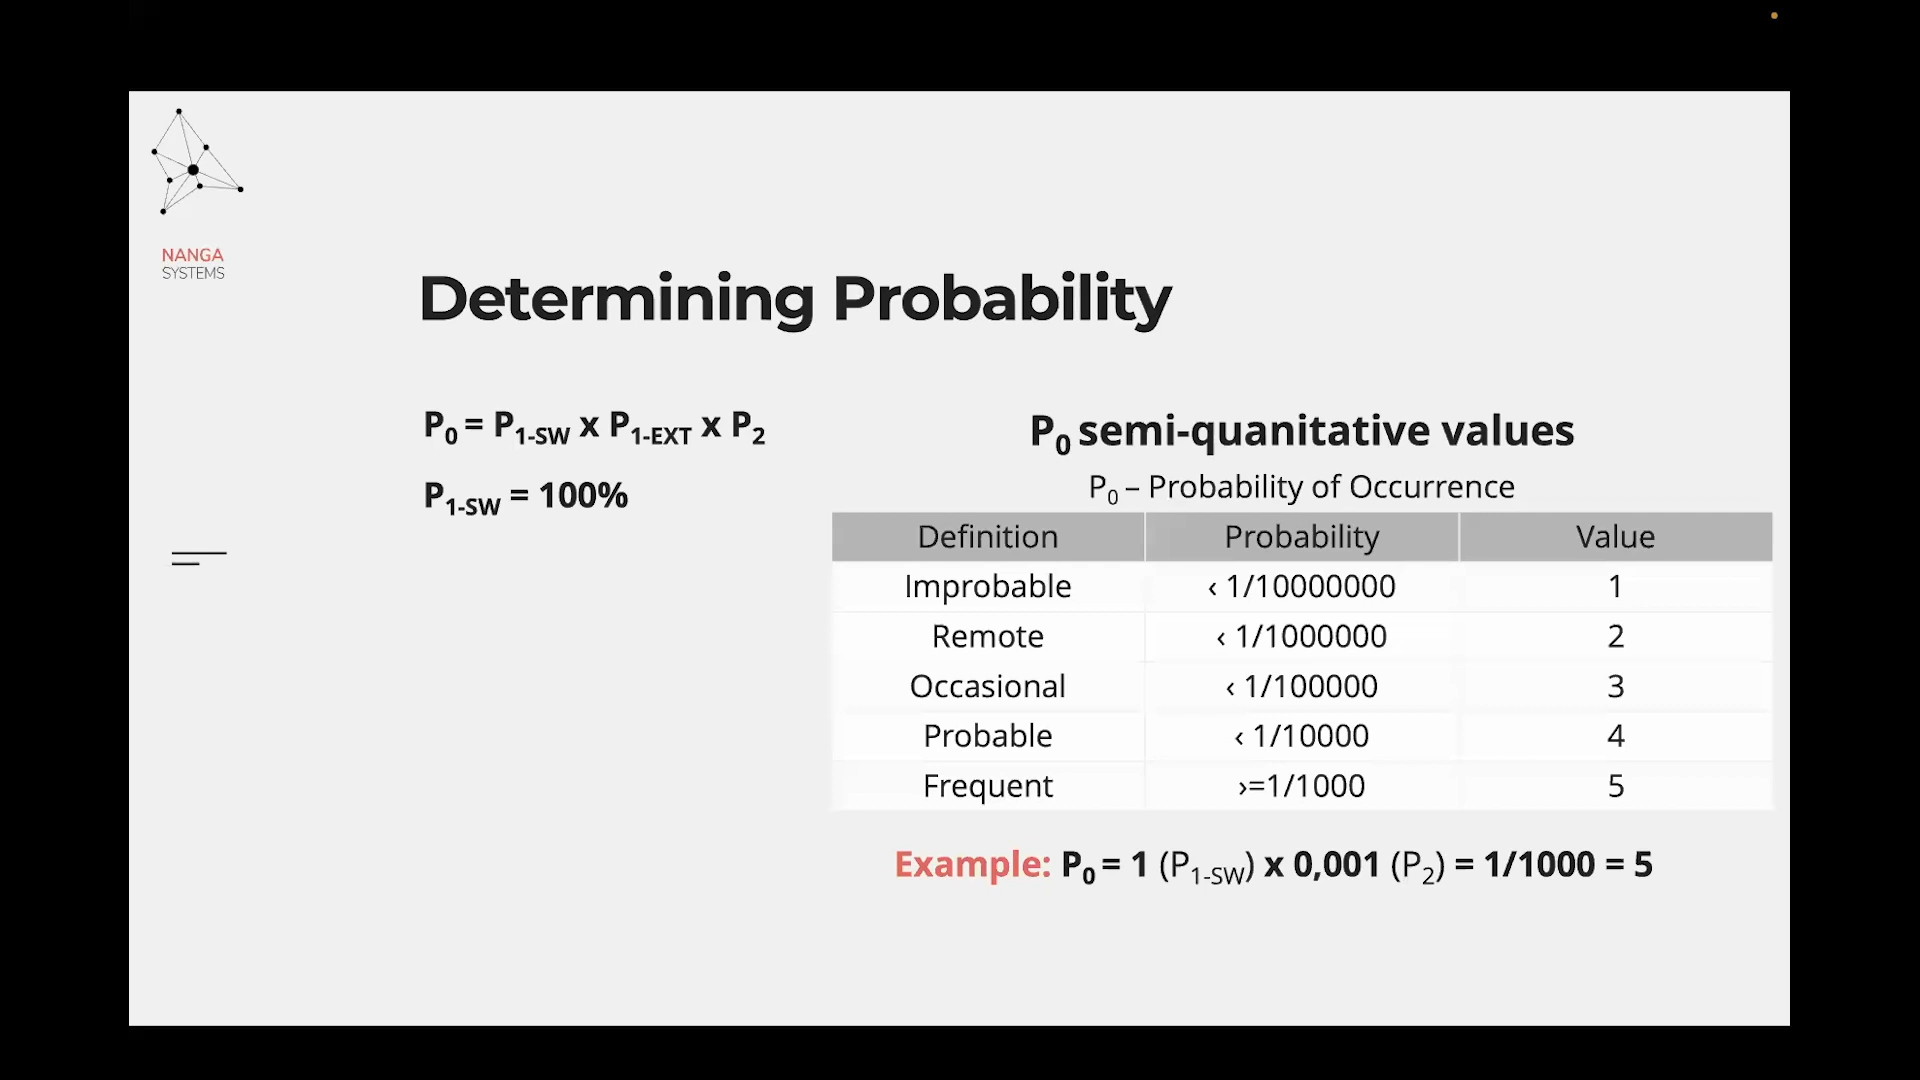 NANGA
SYSTEMS
Determining Probability
P0 = P1-SW x P1-EXT x P2
P1-SW = 100%
P0 semi-quanitative values
P0 – Probability of Occurrence
Definition Probability Value
Improbable ‹ 1/10000000 1
Remote ‹ 1/1000000 2
Occasional ‹ 1/100000 3
Probable ‹ 1/10000 4
Frequent ›=1/1000 5
Example: P0 = 1 (P1-SW) x 0,001 (P2) = 1/1000 = 5